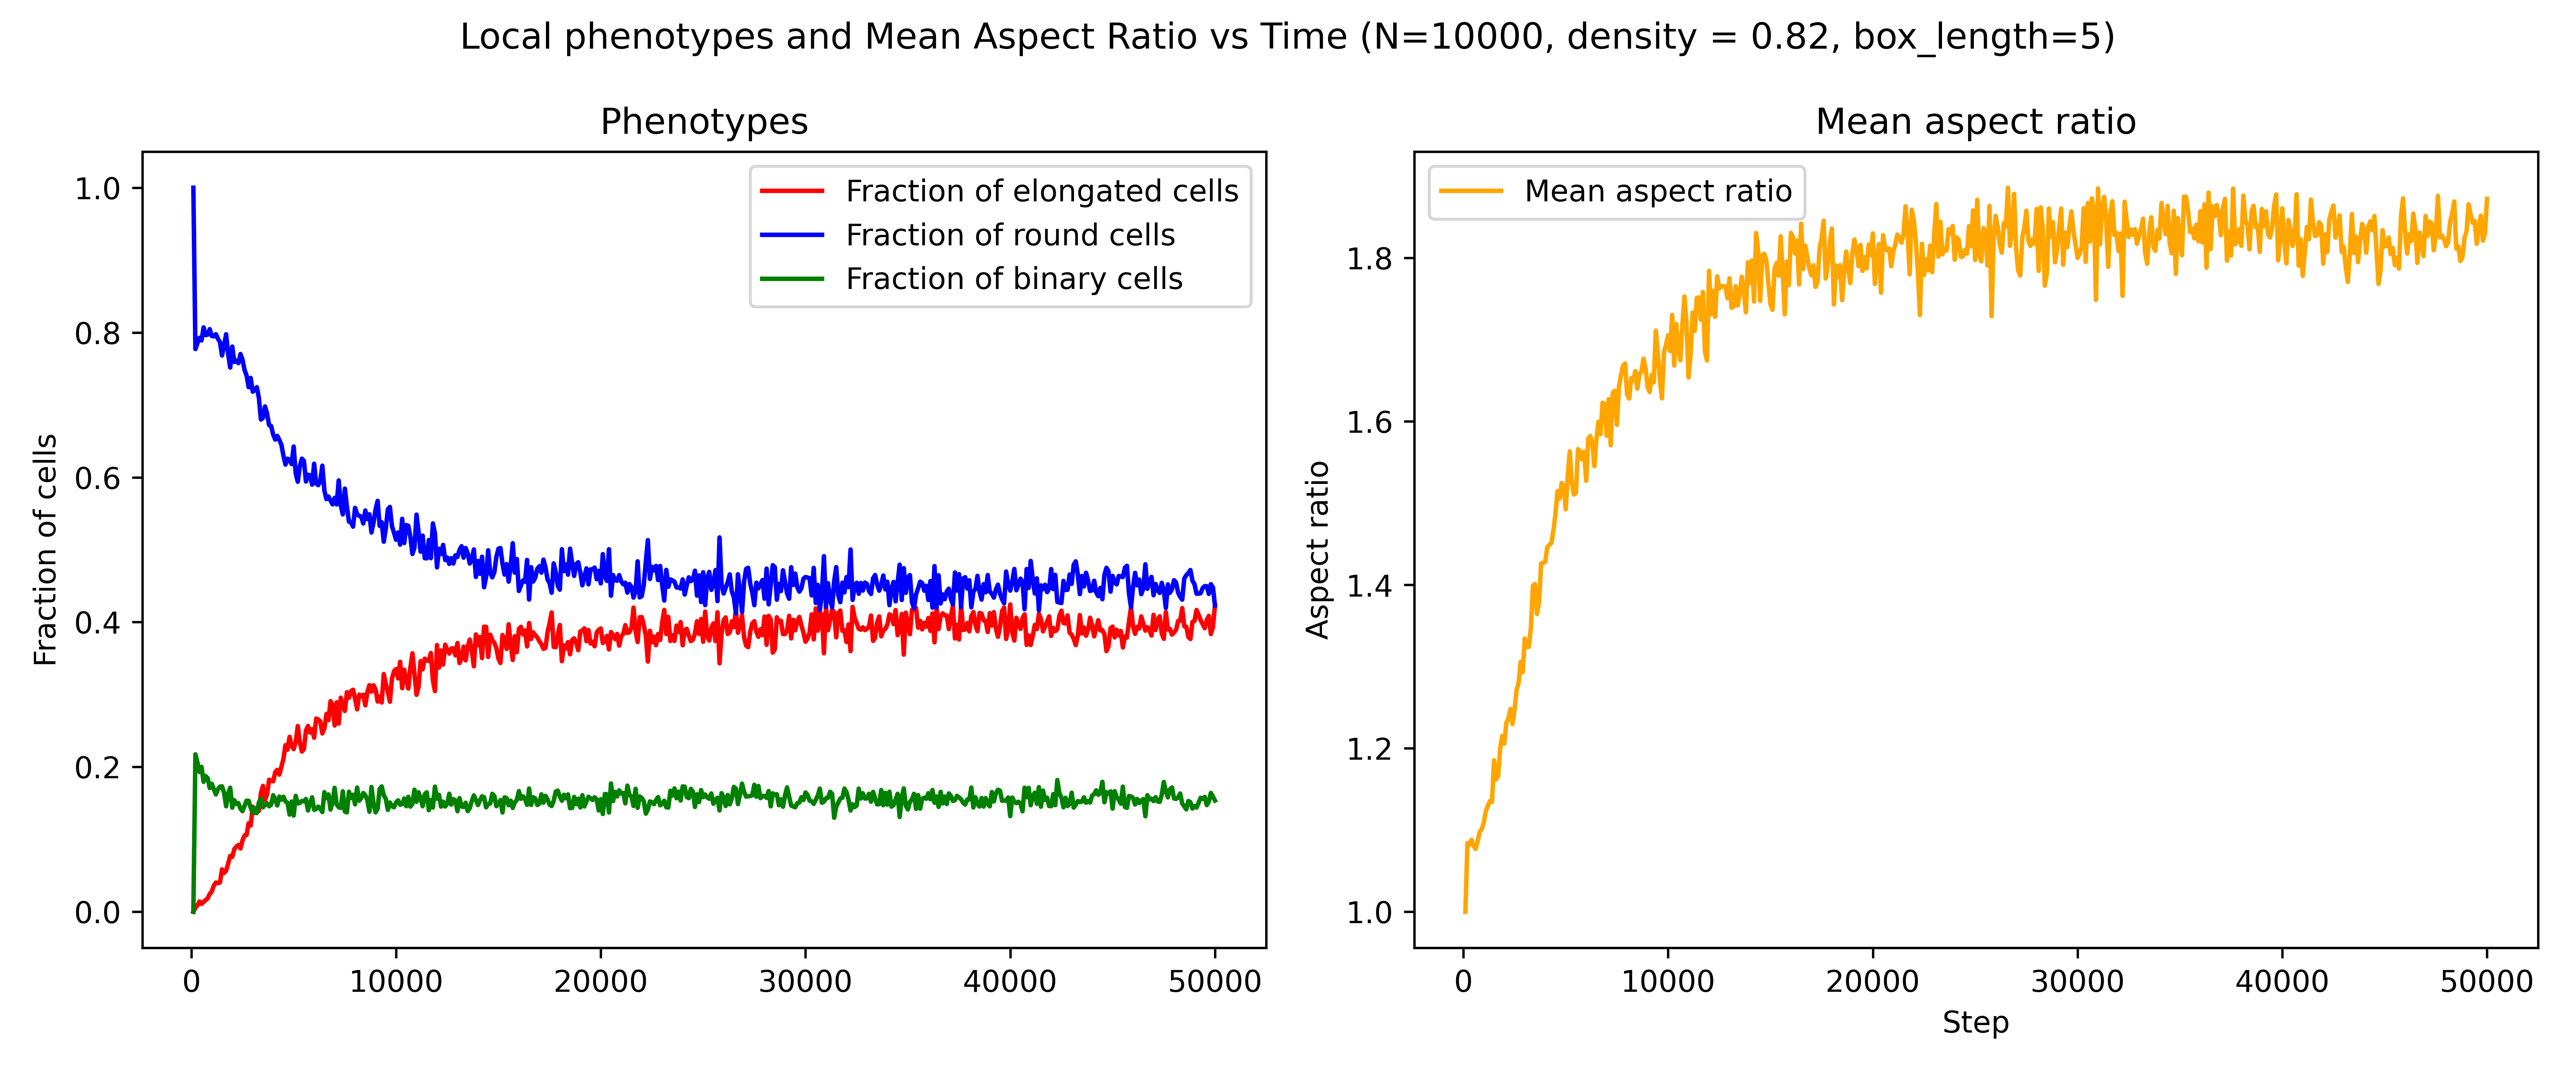 Local phenotypes and Mean Aspect Ratio vs Time (N=10000, density = 0.82, box_length=5)
Phenotypes
Fraction of cells
1.0
0.8
0.6
0.4
0.2
0.0
Fraction of elongated cells
Fraction of round cells
Fraction of binary cells
0 10000 20000 30000 40000 50000
Mean aspect ratio
Aspect ratio
1.8
1.6
1.4
1.2
1.0
Mean aspect ratio
0 10000 20000 30000 40000 50000
Step